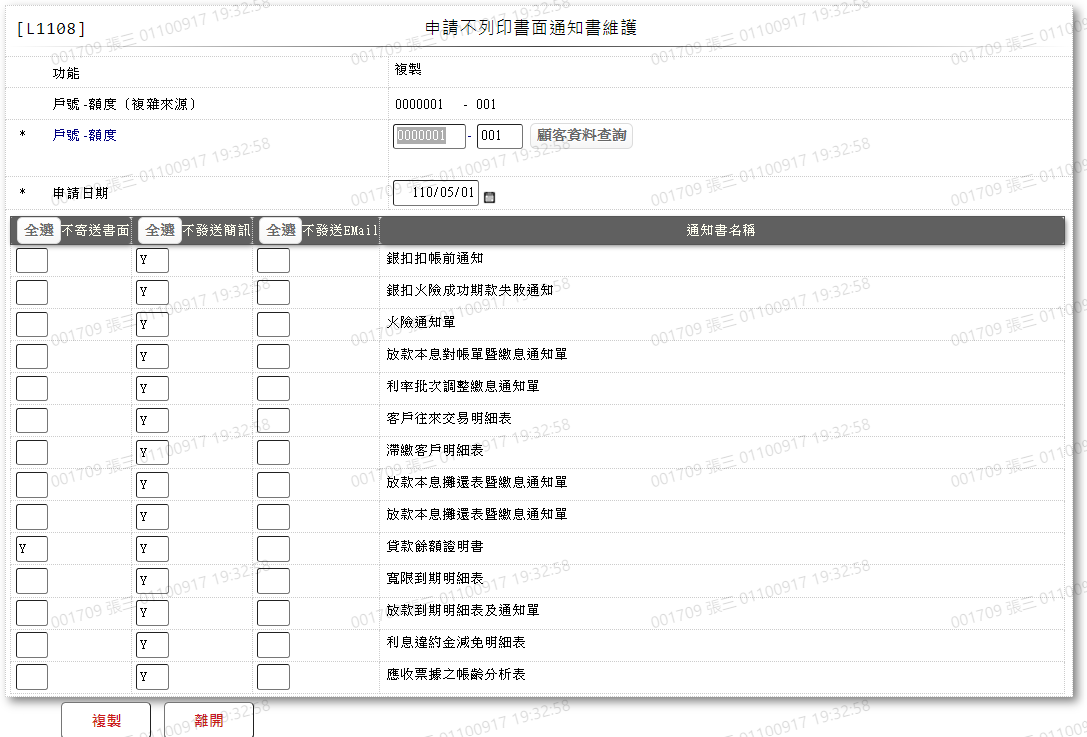 [L1108] 申請不列印書面通知書維護
功能 複製
戶號-額度（複雜來源） 0000001 - 001
* 戶號-額度 0000001 - 001 顧客資料查詢
* 申請日期 110/05/01
全選 不寄送書面 全選 不發送簡訊 全選 不發送EMail 通知書名稱
Y 銀扣扣帳前通知
Y 銀扣火險成功期款失敗通知
Y 火險通知單
Y 放款本息對帳單暨繳息通知單
Y 利率批次調整繳息通知單
Y 客戶往來交易明細表
Y 滯繳客戶明細表
Y 放款本息攤還表暨繳息通知單
Y 放款本息攤還表暨繳息通知單
Y Y 貸款餘額證明書
Y 寬限到期明細表
Y 放款到期明細表及通知單
Y 利息違約金減免明細表
Y 應收票據之帳齡分析表
複製 離開
001709 張三 01100917 19:32:58